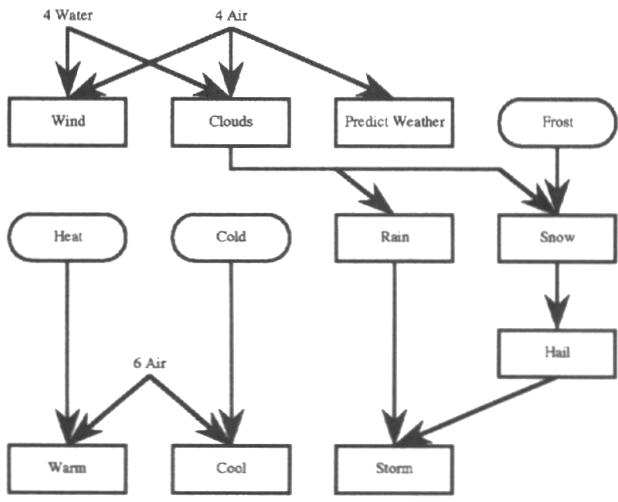 4 Water
4 Air
Wind
Clouds
Predict Weather
Frost
Heat
Cold
Rain
Snow
Hail
6 Air
Warm
Cool
Storm